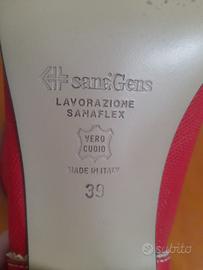 sana'Gens
LAVORAZIONE
SANAFLEX
VERO
CUOIO
MADE IN ITALY
39
subito